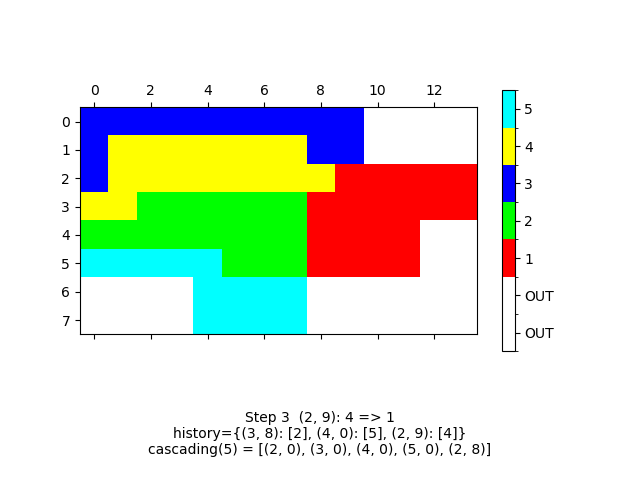 0 2 4 6 8 10 12
0
1
2
3
4
5
6
7
5
4
3
2
1
OUT
OUT
Step 3  (2, 9): 4 => 1
history={(3, 8): [2], (4, 0): [5], (2, 9): [4]}
cascading(5) = [(2, 0), (3, 0), (4, 0), (5, 0), (2, 8)]